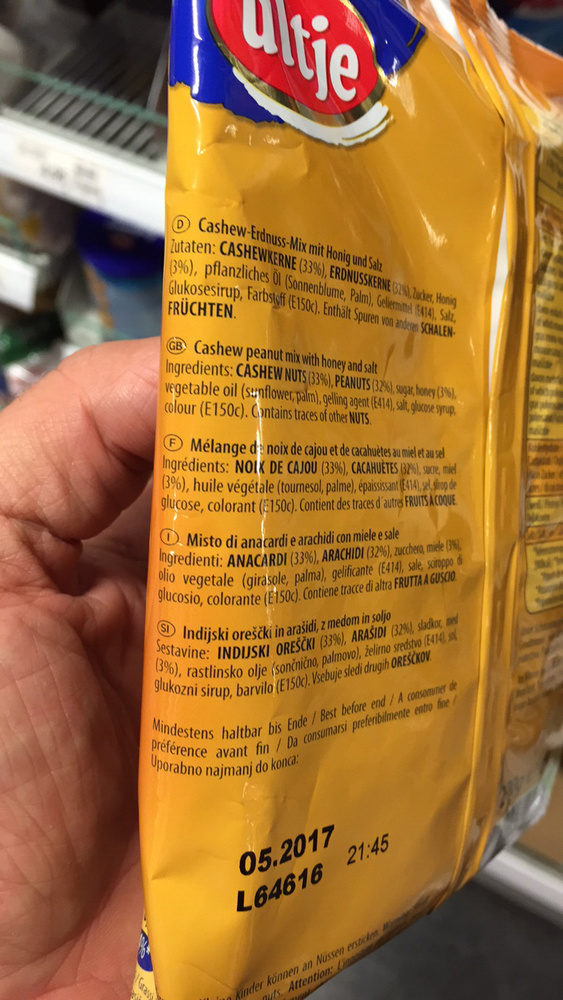 ültje
D Cashew-Erdnuss-Mix mit Honig und Salz
Zutaten: CASHEWKERNE (33%), ERDNUSSKERNE (32%), Zucker, Honig
(3%), pflanzliches Öl (Sonnenblume, Palm), Geliermittel (E414), Salz,
Glukosesirup, Farbstoff (E150c). Enthält Spuren von anderen SCHALEN-
FRÜCHTEN.
GB Cashew peanut mix with honey and salt
Ingredients: CASHEW NUTS (33%), PEANUTS (32%), sugar, honey (3%),
vegetable oil (sunflower, palm), gelling agent (E414), salt, glucose syrup,
colour (E150c). Contains traces of other NUTS.
F Mélange de noix de cajou et de cacahuètes au miel et au sel
Ingrédients: NOIX DE CAJOU (33%), CACAHUÈTES (32%), sucre, miel
(3%), huile végétale (tournesol, palme), épaississant (E414), sel, sirop de
glucose, colorant (E150c). Contient des traces d'autres FRUITS A COQUE.
I Misto di anacardi e arachidi con miele e sale
Ingredienti: ANACARDI (33%), ARACHIDI (32%), zucchero, miele (3%),
olio vegetale (girasole, palma), gelificante (E414), sale, sciroppo di
glucosio, colorante (E150c). Contiene tracce di altra FRUTTA A GUSCIO.
SI Indijski oreščki in arašidi, z medom in soljo
Sestavine: INDIJSKI OREŠČKI (33%), ARAŠIDI (32%), sladkor, med
(3%), rastlinsko olje (sončnično, palmovo), želirno sredstvo (E414), sol,
glukozni sirup, barvilo (E150c). Vsebuje sledi drugih OREŠČKOV.
Mindestens haltbar bis Ende / Best before end / A consommer de
préférence avant fin / Da consumarsi preferibilmente entro fine /
Uporabno najmanj do konca:
05.2017
L64616 21:45
Kinder können an Nüssen ersticken.
nuts. Attention: